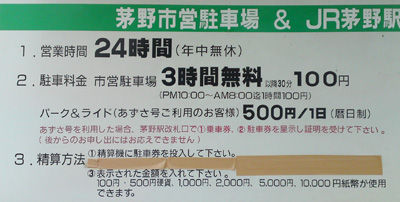 茅野市営駐車場 & JR茅野駅
1.営業時間 24時間(年中無休)
2.駐車料金 市営駐車場 3時間無料 以降30分100円
(PM10:00~AM8:00迄1時間100円)
パーク&ライド(あずさ号ご利用のお客様) 500円/1日(暦日制)
あずさ号を利用した場合、茅野駅改札口で①乗車券、②駐車券を呈示し証明を受けて下さい。
(後からのお申し出にはお応えできません)
3.精算方法 ①精算機に駐車券を投入して下さい。
③表示された金額を入れて下さい。
100円・500円硬貨、1,000円、2,000円、5,000円、10,000円紙幣が使用
できます。